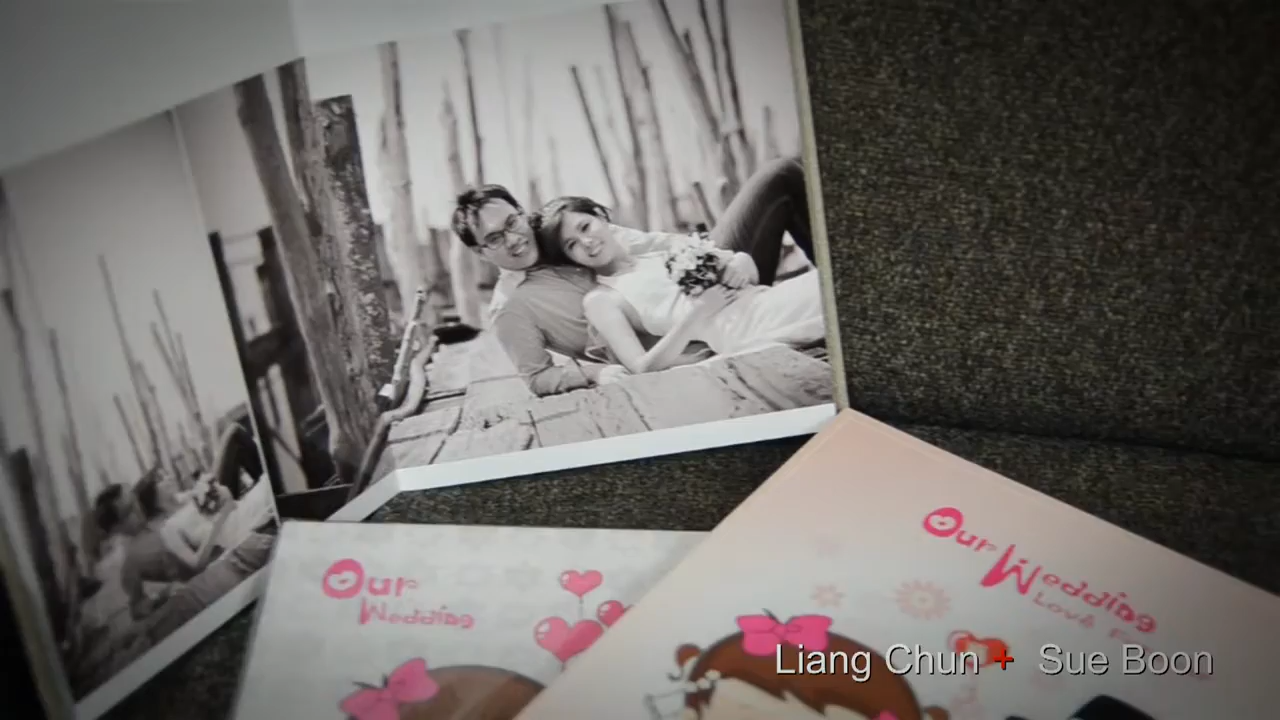 Our
Wedding
Our Wedding
Love
Liang Chun + Sue Boon